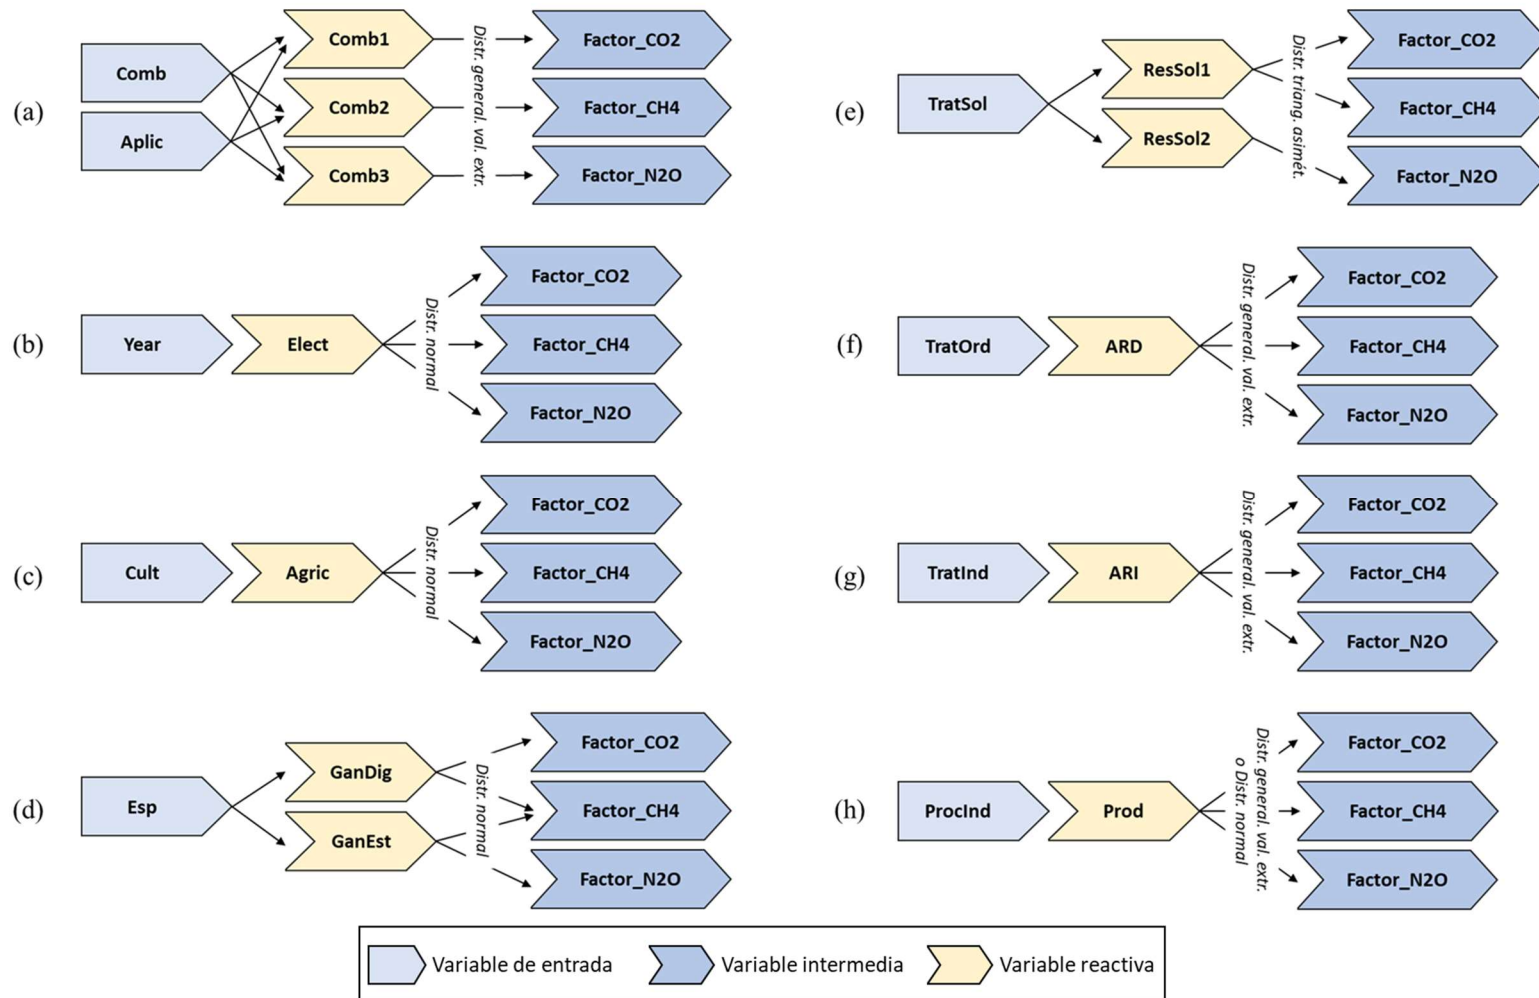 (a)
Comb
Aplic
Comb1
Comb2
Comb3
Distr. general. val. extr.
Factor_CO2
Factor_CH4
Factor_N2O
(e)
TratSol
ResSol1
ResSol2
Distr. triang. asimét.
Factor_CO2
Factor_CH4
Factor_N2O
(b)
Year
Elect
Distr. normal
Factor_CO2
Factor_CH4
Factor_N2O
(f)
TratOrd
ARD
Distr. general. val. extr.
Factor_CO2
Factor_CH4
Factor_N2O
(c)
Cult
Agric
Distr. normal
Factor_CO2
Factor_CH4
Factor_N2O
(g)
TratInd
ARI
Distr. general. val. extr.
Factor_CO2
Factor_CH4
Factor_N2O
(d)
Esp
GanDig
GanEst
Distr. normal
Factor_CO2
Factor_CH4
Factor_N2O
(h)
ProcInd
Prod
Distr. general. val. extr.
o Distr. normal
Factor_CO2
Factor_CH4
Factor_N2O
Variable de entrada
Variable intermedia
Variable reactiva